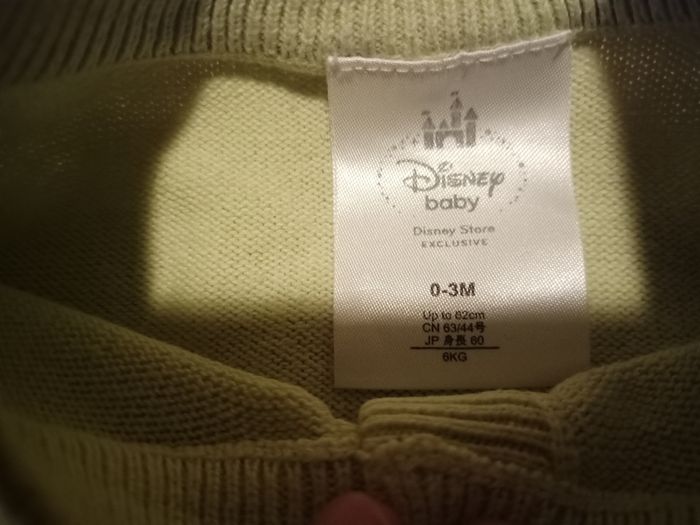 Disney
baby
Disney Store
EXCLUSIVE
0-3M
Up to 62cm
CN 63/44号
JP 身長 60
6KG